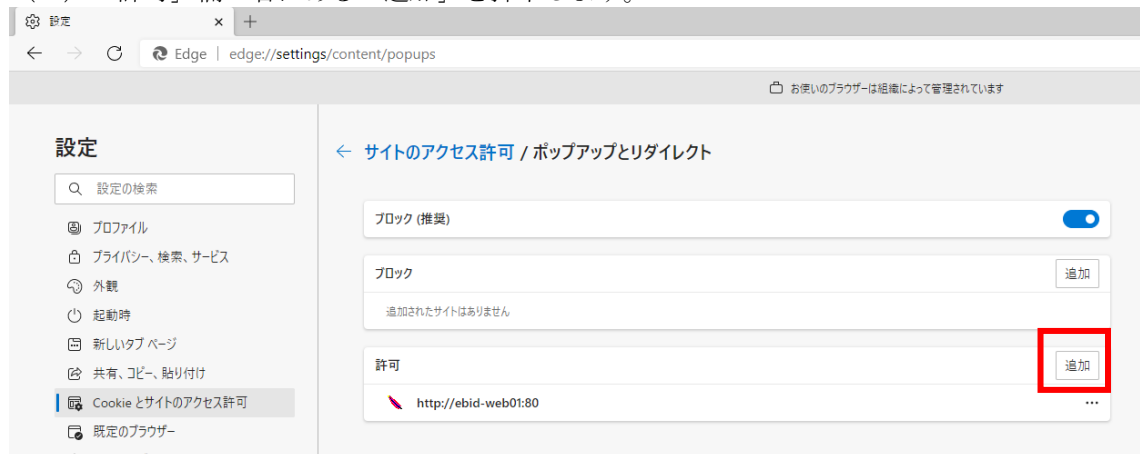 設定
Edge | edge://settings/content/popups
お使いのブラウザーは組織によって管理されています
設定
設定の検索
プロファイル
プライバシー、検索、サービス
外観
起動時
新しいタブ ページ
共有、コピー、貼り付け
Cookie とサイトのアクセス許可
既定のブラウザー
サイトのアクセス許可 / ポップアップとリダイレクト
ブロック (推奨)
ブロック
追加
追加されたサイトはありません
許可
追加
http://ebid-web01:80